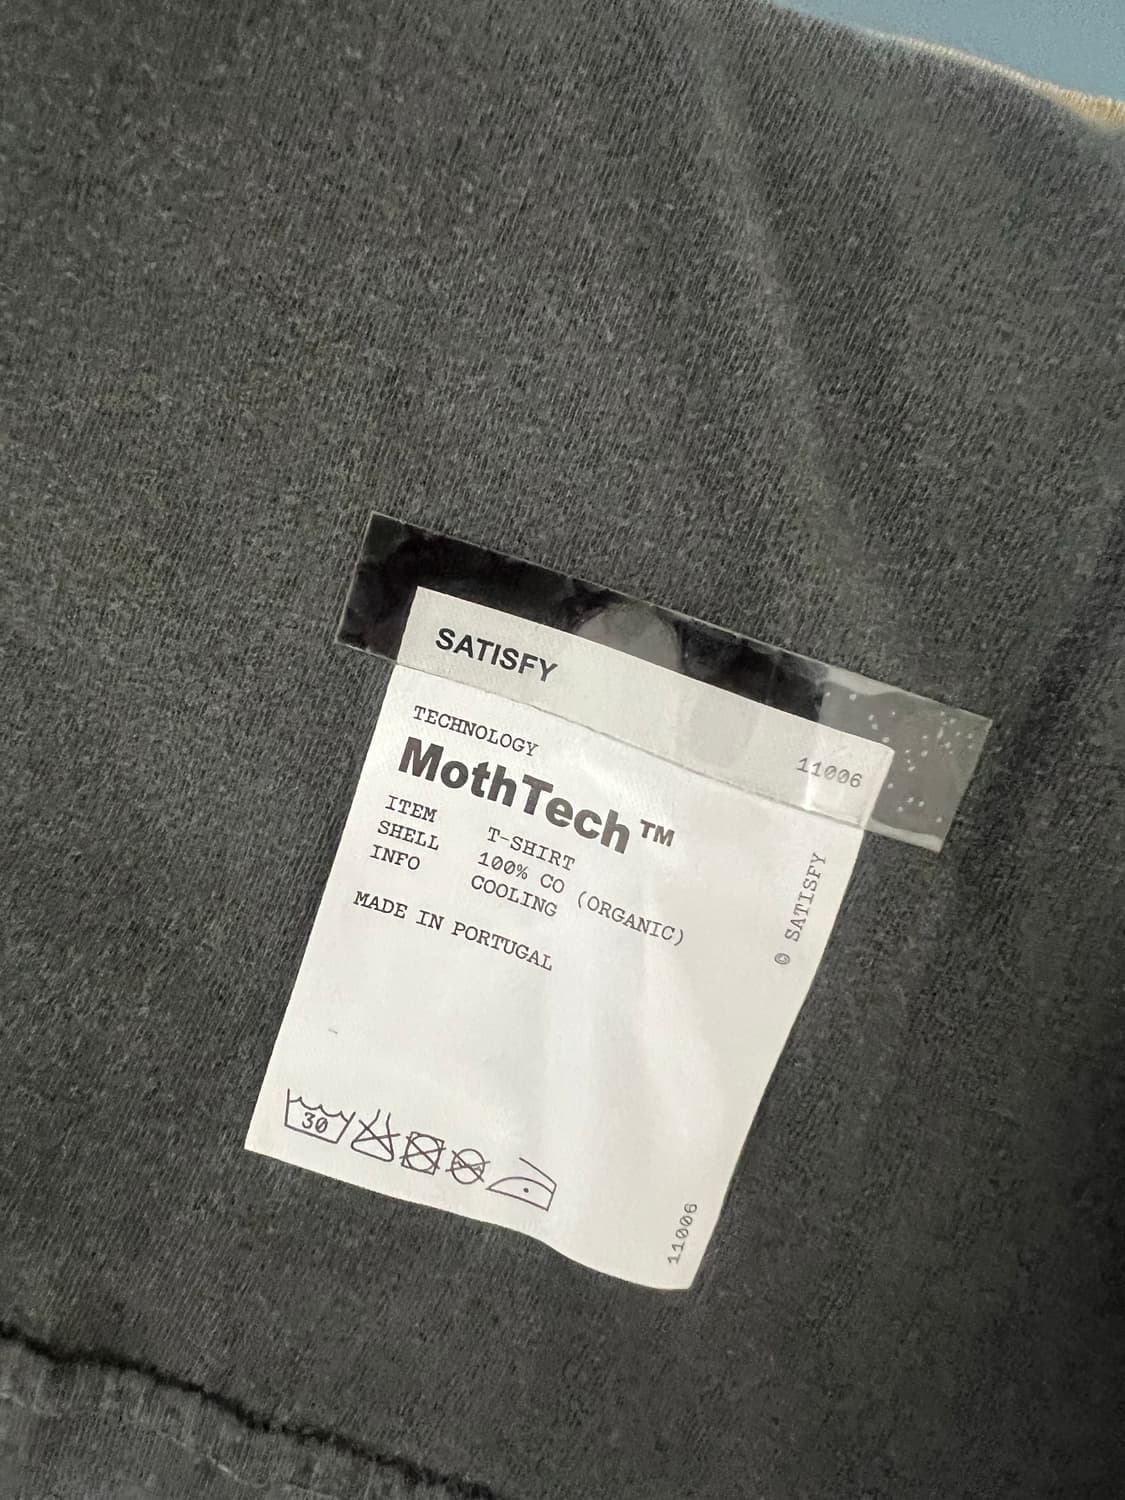 SATISFY
11006
TECHNOLOGY
MothTech™
ITEM T-SHIRT
SHELL 100% CO (ORGANIC)
INFO COOLING
MADE IN PORTUGAL
© SATISFY
30
11006